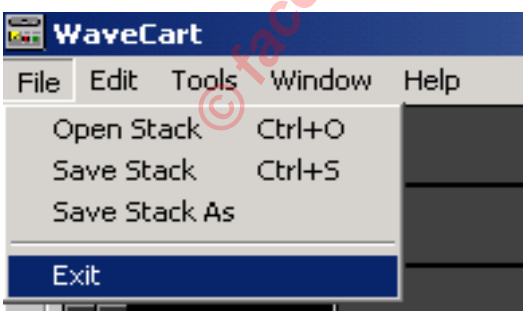 WaveCart
File Edit Tools Window Help
Open Stack Ctrl+O
Save Stack Ctrl+S
Save Stack As
Exit